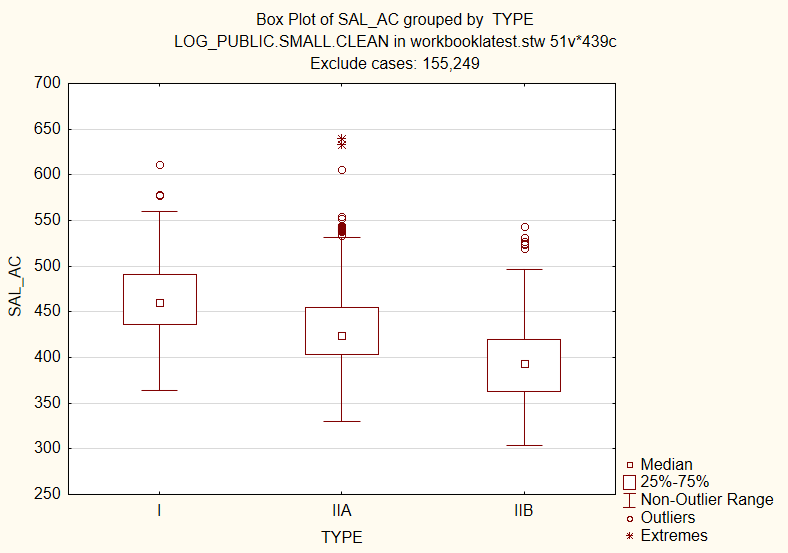 Box Plot of SAL_AC grouped by  TYPE
LOG_PUBLIC.SMALL.CLEAN in workbooklatest.stw 51v*439c
Exclude cases: 155,249
700
650
600
550
500
450
400
350
300
250
SAL_AC
I IIA IIB
TYPE
Median
25%-75%
Non-Outlier Range
Outliers
Extremes